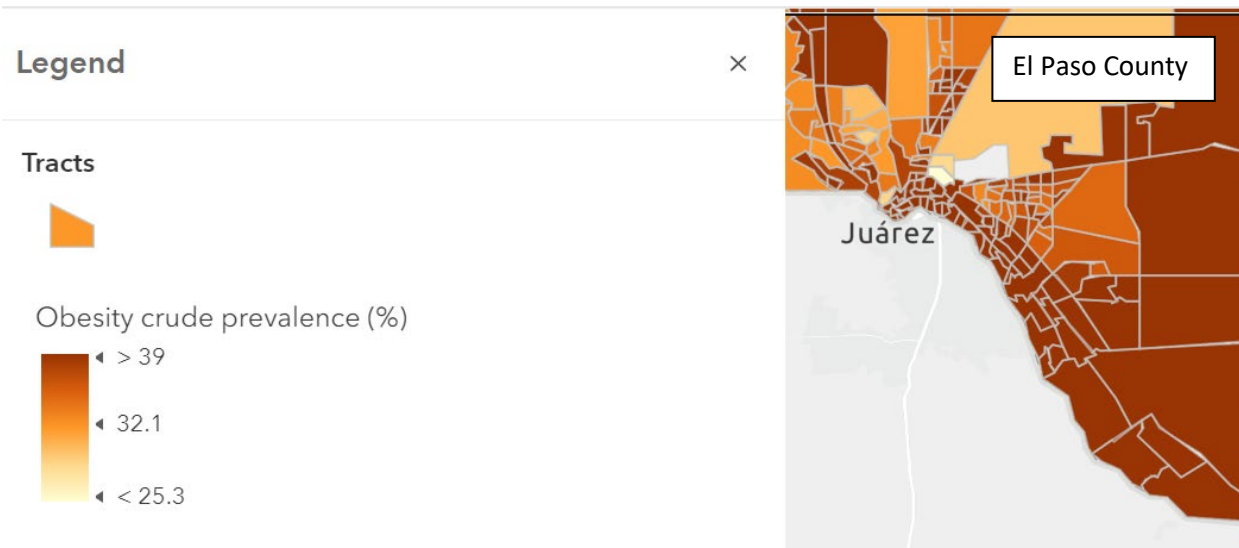 Legend
×
Tracts
Obesity crude prevalence (%)
> 39
32.1
< 25.3
El Paso County
Juárez